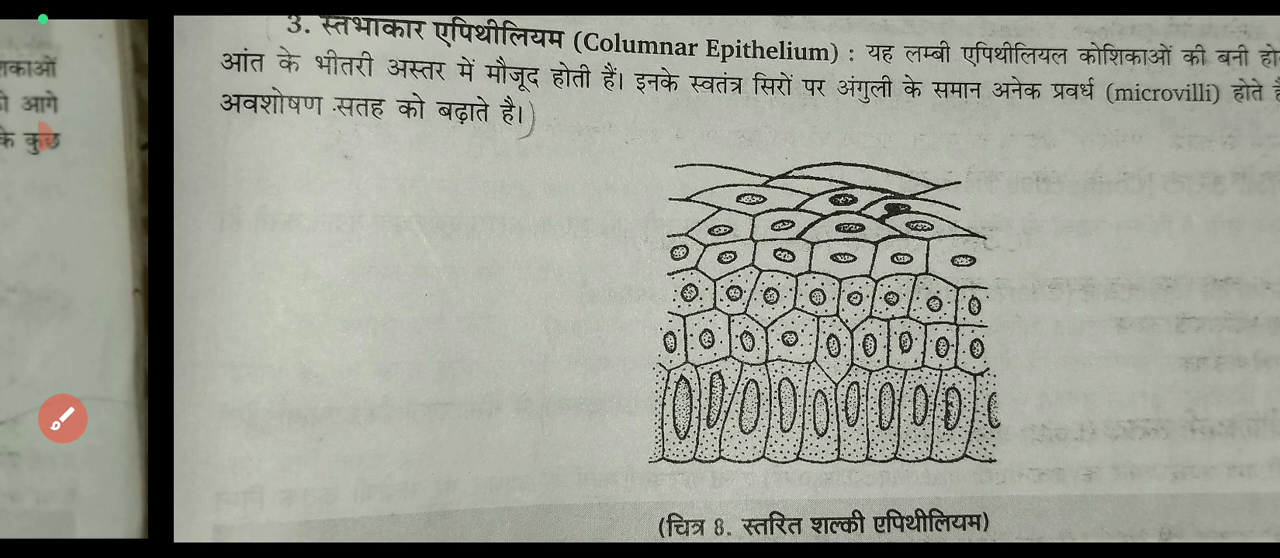 3. स्तंभाकार एपिथीलियम (Columnar Epithelium) : यह लम्बी एपिथीलियल कोशिकाओं की बनी
आंत के भीतरी अस्तर में मौजूद होती हैं। इनके स्वतंत्र सिरों पर अंगुली के समान अनेक प्रवर्ध (microvilli) होते
अवशोषण सतह को बढ़ाते है।)
आगे
के कुछ
(चित्र 8. स्तरित शल्की एपिथीलियम)